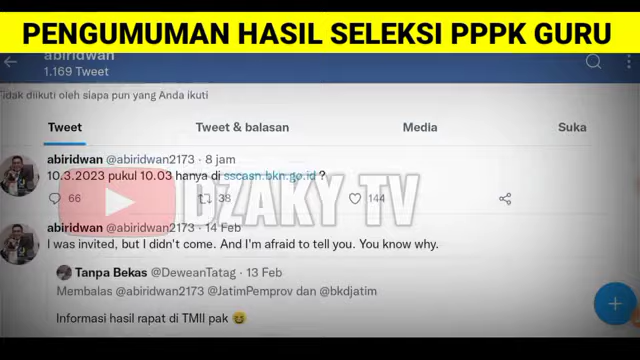 PENGUMUMAN HASIL SELEKSI PPPK GURU
abiridwan
1.169 Tweet
Tidak diikuti oleh siapa pun yang Anda ikuti
Tweet Tweet & balasan Media Suka
abiridwan @abiridwan2173 · 8 jam
10.3.2023 pukul 10.03 hanya di sscasn.bkn.go.id ?
66 38 144
DZAKY TV
abiridwan @abiridwan2173 · 14 Feb
I was invited, but I didn't come. And I'm afraid to tell you. You know why.
Tanpa Bekas @DeweanTatag · 13 Feb
Membalas @abiridwan2173 @JatimPemprov dan @bkdjatim
Informasi hasil rapat di TMII pak 😅